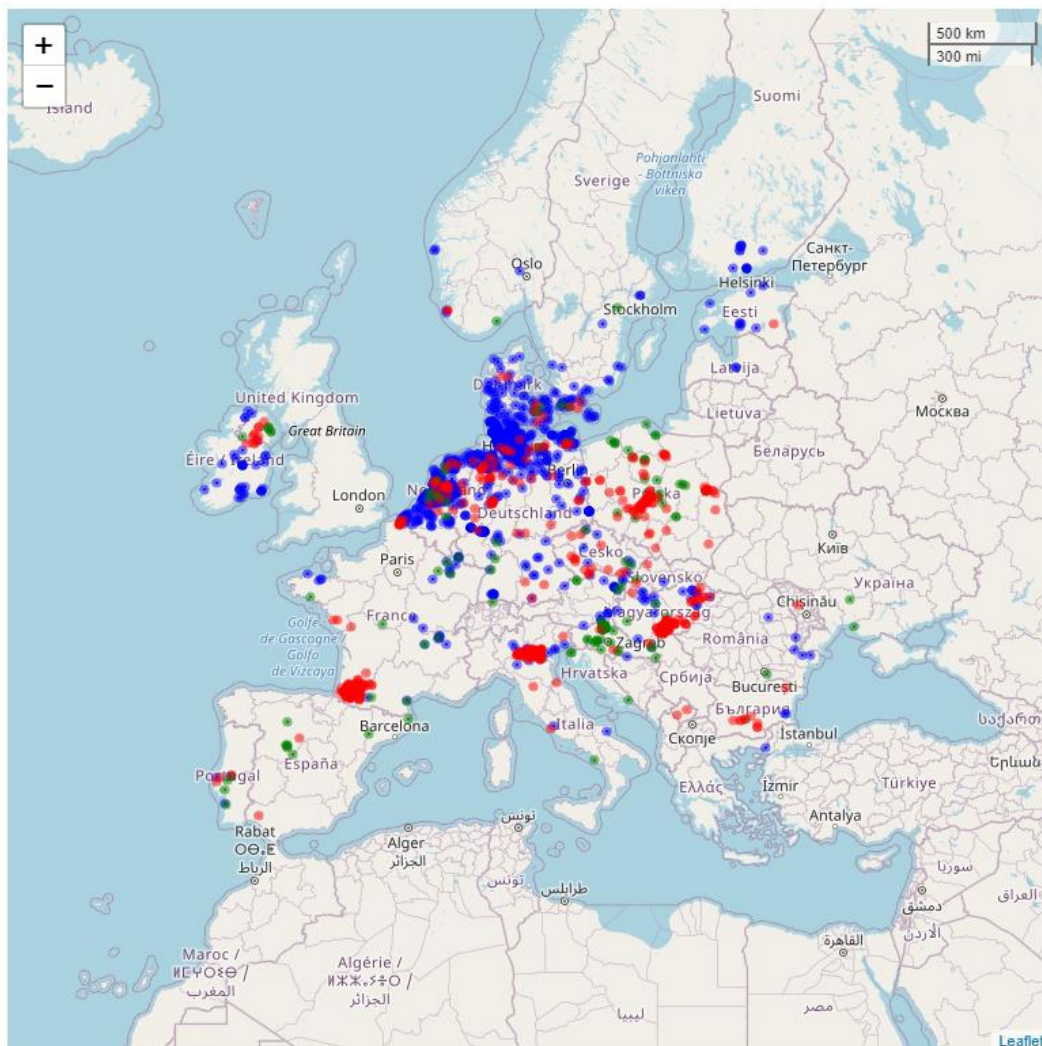 +
−
500 km
300 mi
Ísland
Suomi
Pohjanlahti
- Bottniska
viken
Sverige
Санкт-
Петербург
Oslo
Helsinki
Stockholm
Eesti
Latvija
Danmark
Lietuva
Москва
United Kingdom
Great Britain
Éire / Ireland
Беларусь
Berlin
Polska
London
Deutschland
Київ
Paris
Česko
Slovensko
Україна
Chișinău
France
Magyarország
Golfe
de Gascogne /
Golfo
de Vizcaya
România
Zagreb
Hrvatska
Србија
București
България
Barcelona
Italia
Скопје
İstanbul
Portugal
España
Ελλάς
İzmir
Türkiye
Antalya
Rabat
ⵔⴱⴰⵟ
الرباط
Alger
الجزائر
تونس
تونس
طرابلس
سوريا
دمشق
العراق
الأردن
القاهرة
Maroc /
ⵍⵎⵖⵔⵉⴱ /
المغرب
Algérie /
ⵍⵣⵣⴰⵢⵔ /
الجزائر
ليبيا
مصر
Leaflet